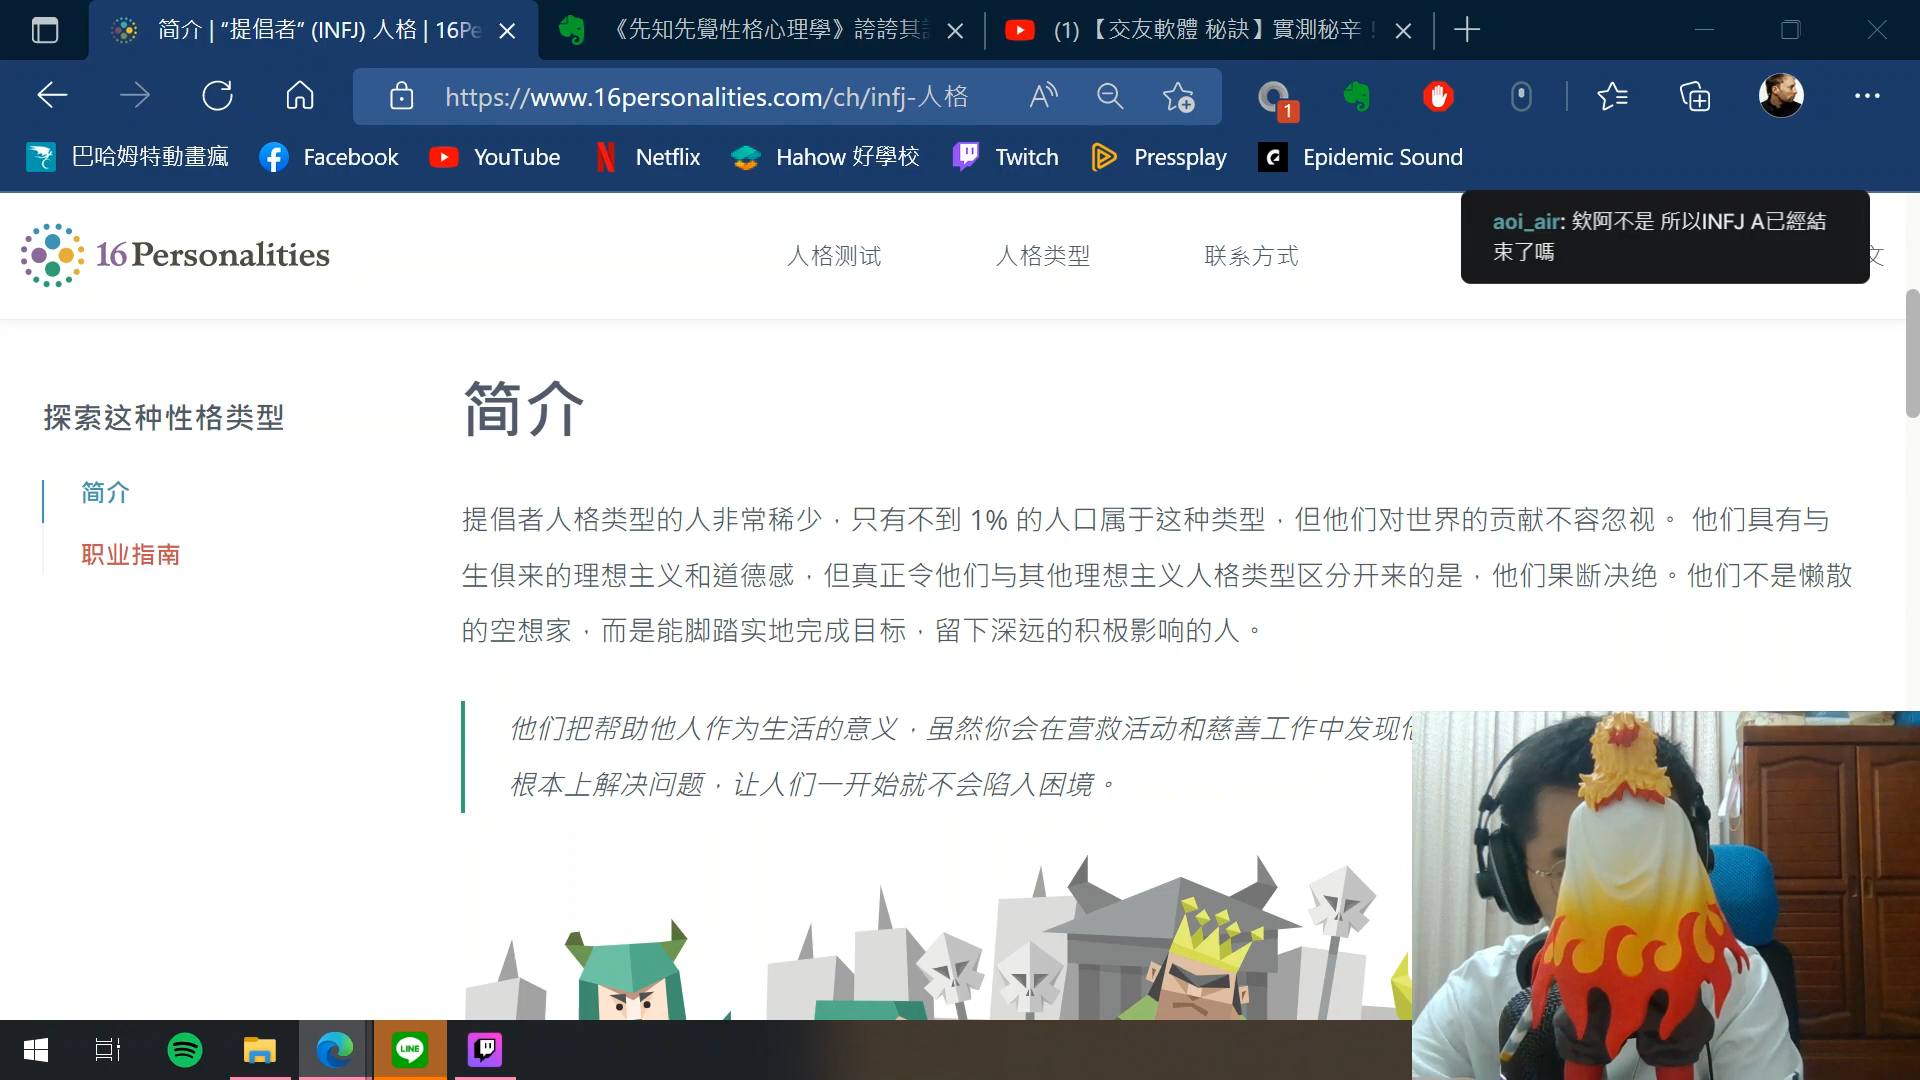 简介 | “提倡者” (INFJ) 人格 | 16Pe
《先知先覺性格心理學》誇誇其
(1) 【交友軟體 秘訣】實測秘辛！
https://www.16personalities.com/ch/infj-人格
1
巴哈姆特動畫瘋
Facebook
YouTube
Netflix
Hahow 好學校
Twitch
Pressplay
Epidemic Sound
16Personalities
人格测试
人格类型
联系方式
文
aoi_air: 欸阿不是 所以INFJ A已經結
束了嗎
探索这种性格类型
简介
职业指南
简介
提倡者人格类型的人非常稀少，只有不到 1% 的人口属于这种类型，但他们对世界的贡献不容忽视。 他们具有与
生俱来的理想主义和道德感，但真正令他们与其他理想主义人格类型区分开来的是，他们果断决绝。他们不是懒散
的空想家，而是能脚踏实地完成目标，留下深远的积极影响的人。
他们把帮助他人作为生活的意义，虽然你会在营救活动和慈善工作中发现
根本上解决问题，让人们一开始就不会陷入困境。
LINE